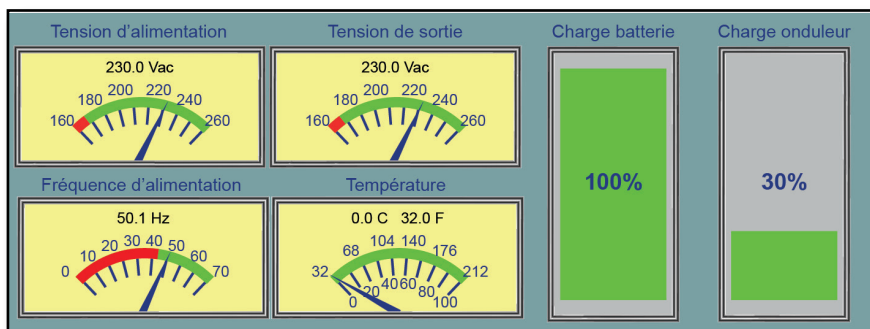 Tension d'alimentation
230.0 Vac
160 180 200 220 240 260
Tension de sortie
230.0 Vac
160 180 200 220 240 260
Charge batterie
100%
Charge onduleur
30%
Fréquence d'alimentation
50.1 Hz
0 10 20 30 40 50 60 70
Température
0.0 C 32.0 F
32 68 104 140 176 212
0 20 40 60 80 100